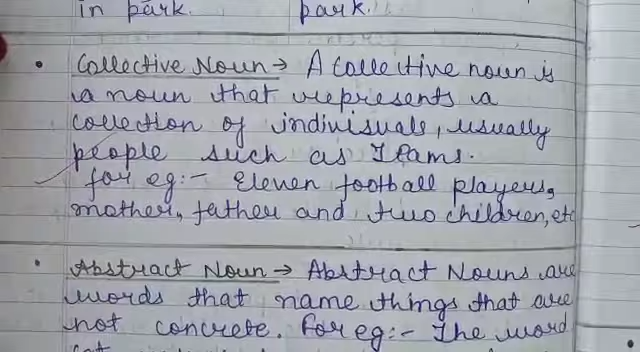 in park. park.
• Collective Noun → A collective noun is
a noun that represents a
collection of indivisuals, usually
people such as Teams.
for eg:- Eleven football players,
mother, father and two children, etc
• Abstract Noun → Abstract Nouns are
words that name things that are
not concrete. For eg:- The word